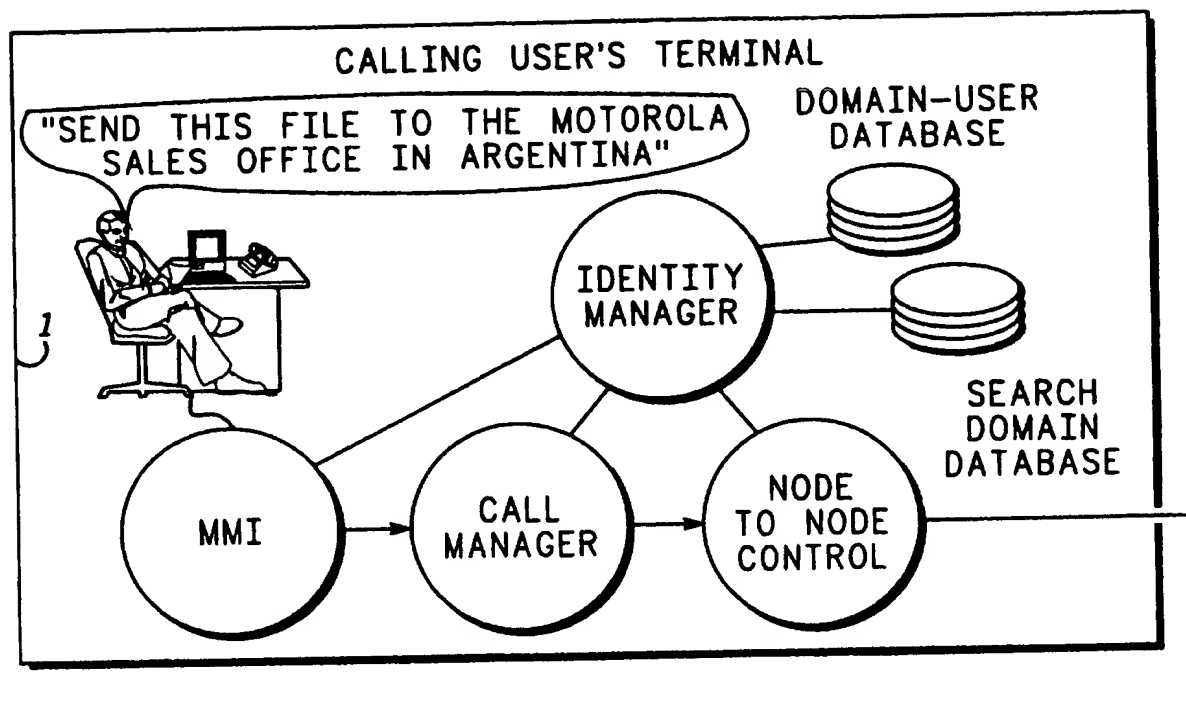 CALLING USER'S TERMINAL
"SEND THIS FILE TO THE MOTOROLA
SALES OFFICE IN ARGENTINA"
DOMAIN-USER
DATABASE
IDENTITY
MANAGER
1
SEARCH
DOMAIN
DATABASE
MMI
CALL
MANAGER
NODE
TO NODE
CONTROL